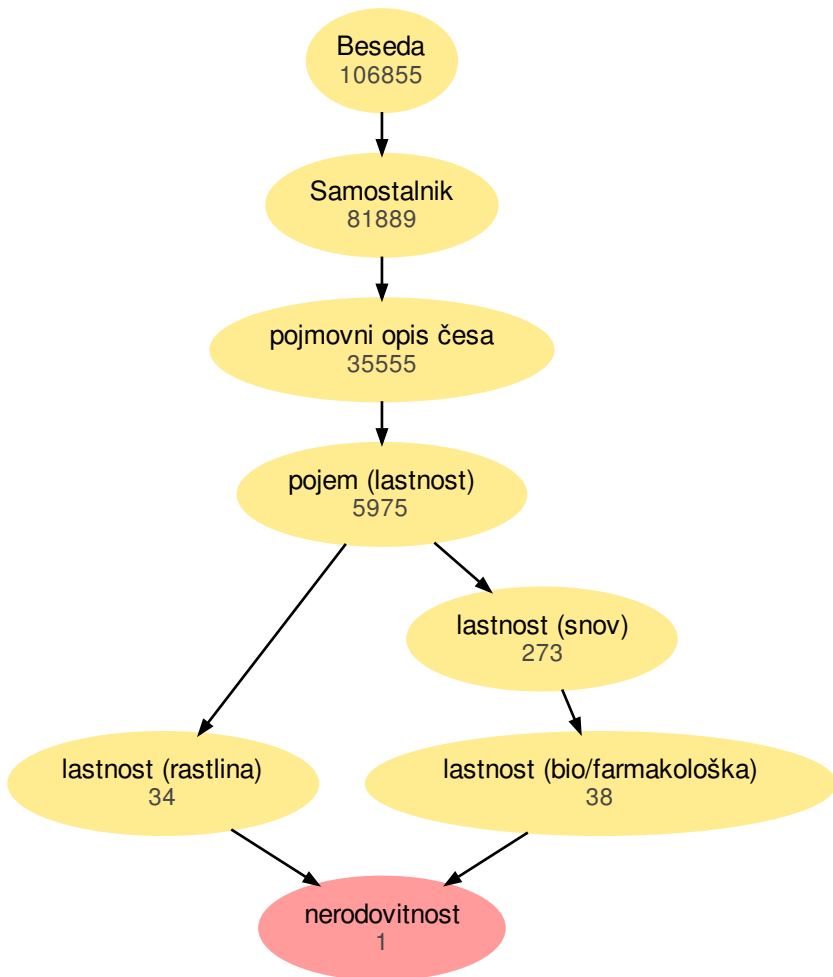 Beseda
106855
Samostalnik
81889
pojmovni opis česa
35555
pojem (lastnost)
5975
lastnost (snov)
273
lastnost (rastlina)
34
lastnost (bio/farmakološka)
38
nerodovitnost
1